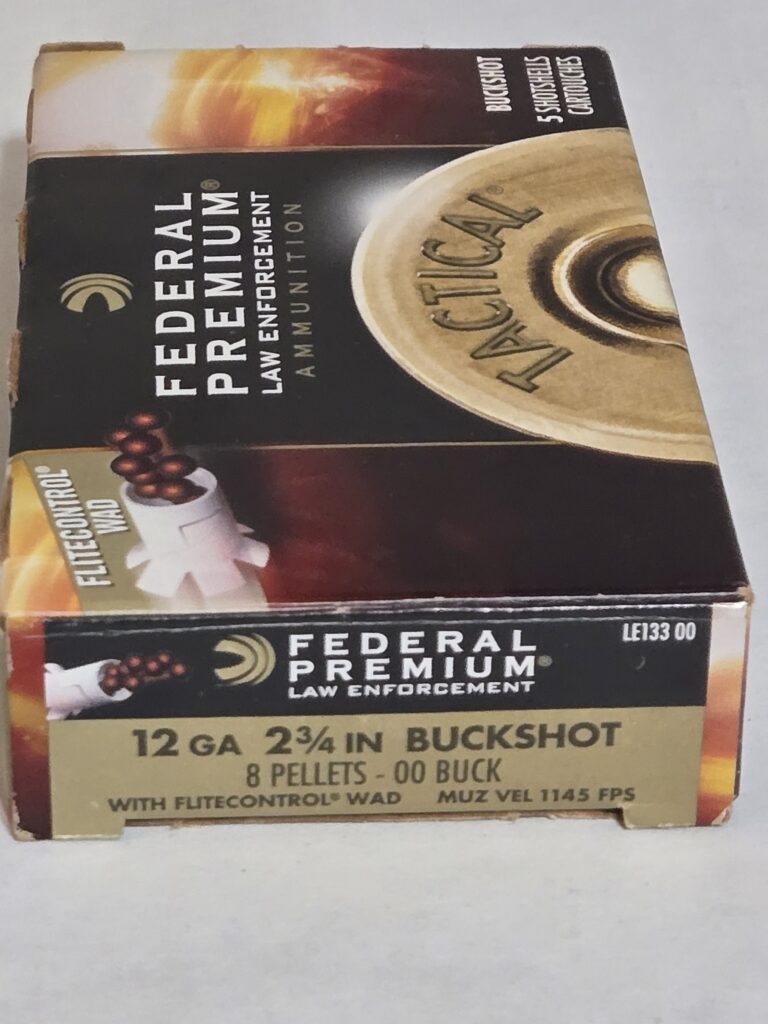 BUCKSHOT
5 SHOTSHELLS
CARTOUCHES
TACTICAL®
FEDERAL
PREMIUM®
LAW ENFORCEMENT
AMMUNITION
FLITECONTROL®
WAD
FEDERAL
PREMIUM®
LAW ENFORCEMENT
LE133 00
12 GA 2¾ IN BUCKSHOT
8 PELLETS - 00 BUCK
WITH FLITECONTROL® WAD MUZ VEL 1145 FPS